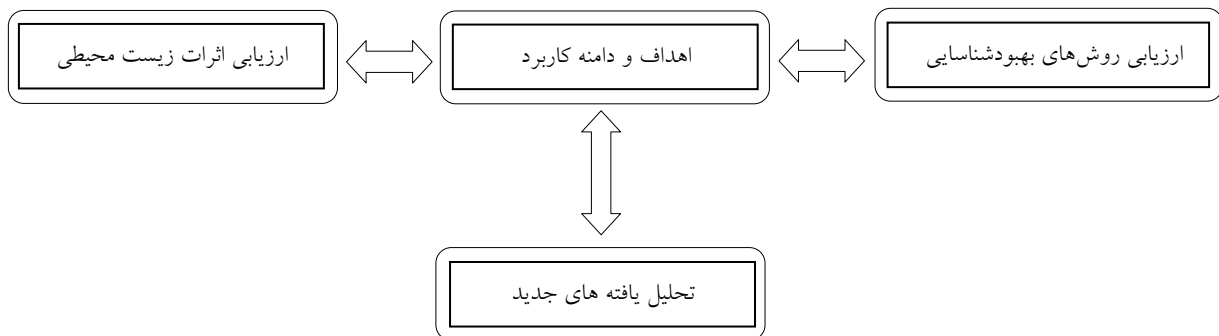 ارزیابی روش‌های بهبودشناسایی
اهداف و دامنه کاربرد
ارزیابی اثرات زیست محیطی
تحلیل یافته های جدید